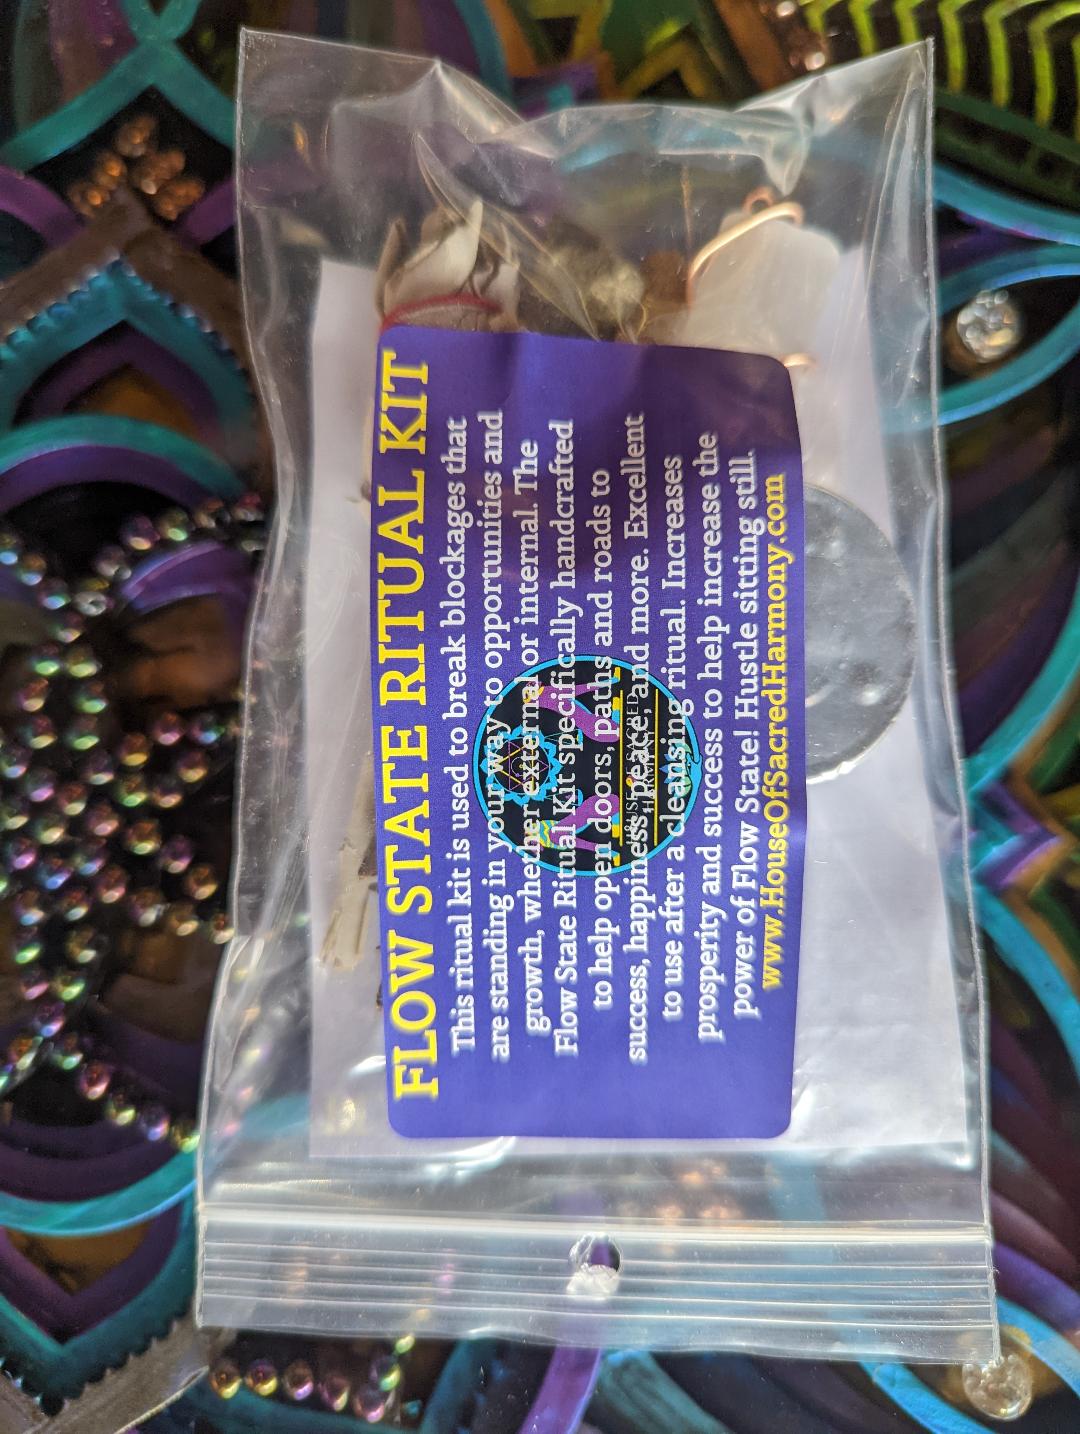 FLOW STATE RITUAL KIT
This ritual kit is used to break blockages that
are standing in your way to opportunities and
growth, whether external or internal. The
Flow State Ritual Kit specifically handcrafted
to help open doors, paths and roads to
success, happiness, peace, and more. Excellent
to use after a cleansing ritual. Increases
prosperity and success to help increase the
power of Flow State! Hustle sitting still.
www.HouseOfSacredHarmony.com